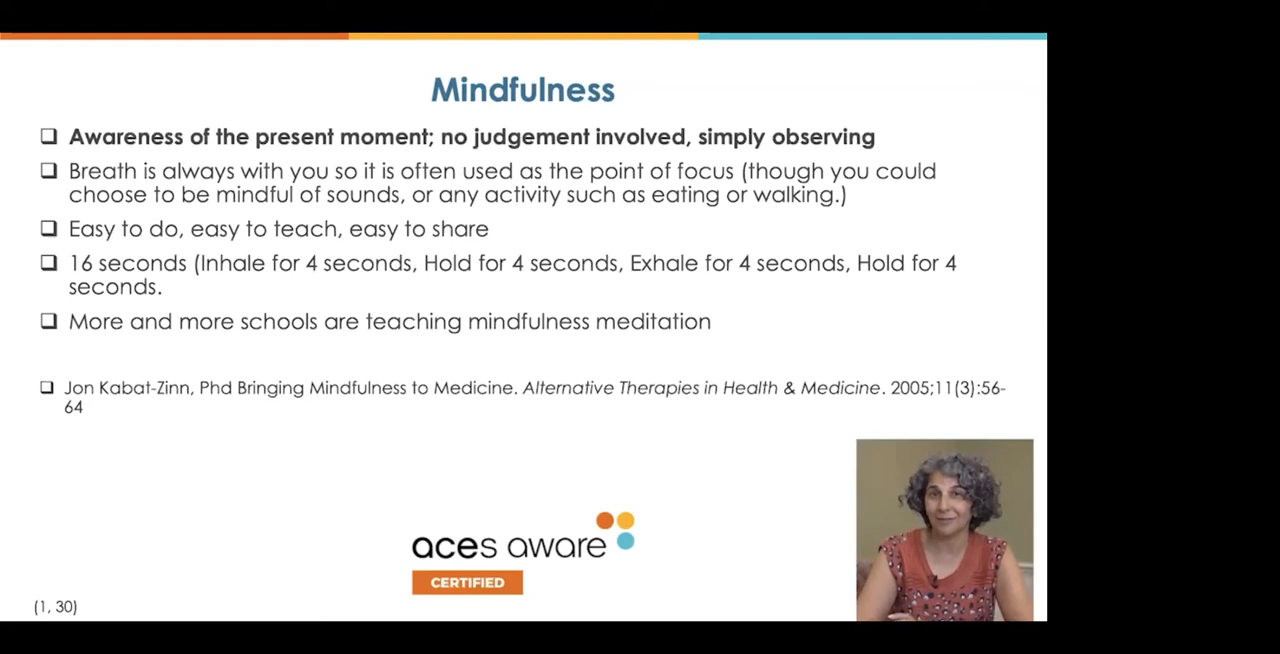 Mindfulness
Awareness of the present moment; no judgement involved, simply observing
Breath is always with you so it is often used as the point of focus (though you could
choose to be mindful of sounds, or any activity such as eating or walking.)
Easy to do, easy to teach, easy to share
16 seconds (Inhale for 4 seconds, Hold for 4 seconds, Exhale for 4 seconds, Hold for 4
seconds.
More and more schools are teaching mindfulness meditation
Jon Kabat-Zinn, Phd Bringing Mindfulness to Medicine. Alternative Therapies in Health & Medicine. 2005;11(3):56-
64
aces aware
CERTIFIED
(1, 30)